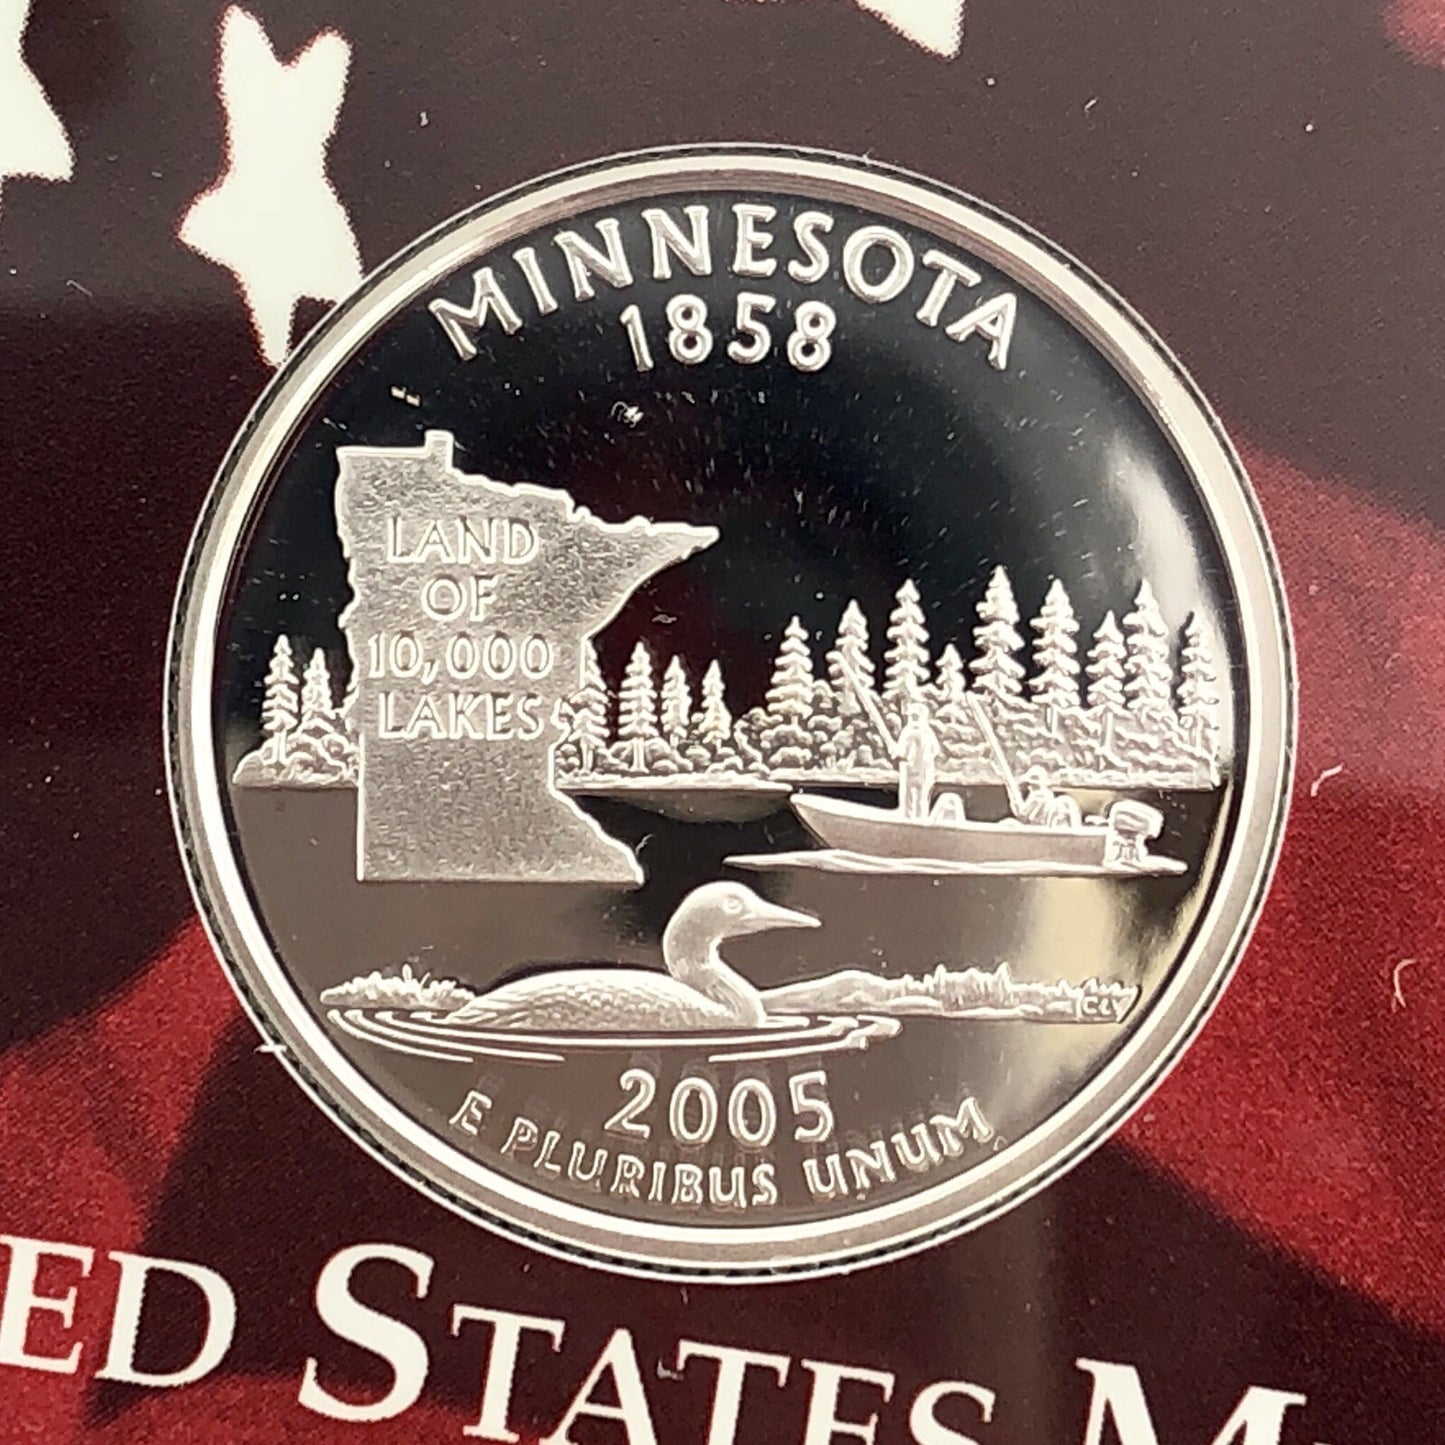 MINNESOTA
1858
LAND
OF
10,000
LAKES
CLV
2005
E PLURIBUS UNUM
ED STATES M